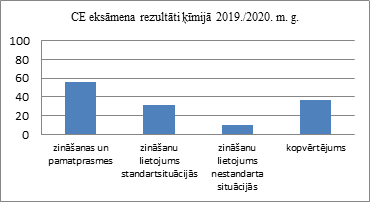 CE eksāmena rezultāti ķīmijā 2019./2020. m. g.
100
80
60
40
20
0
zināšanas un
pamatprasmes
zināšanu
lietojums
standartsituācijās
zināšanu
lietojums
nestandarta
situācijās
kopvērtējums